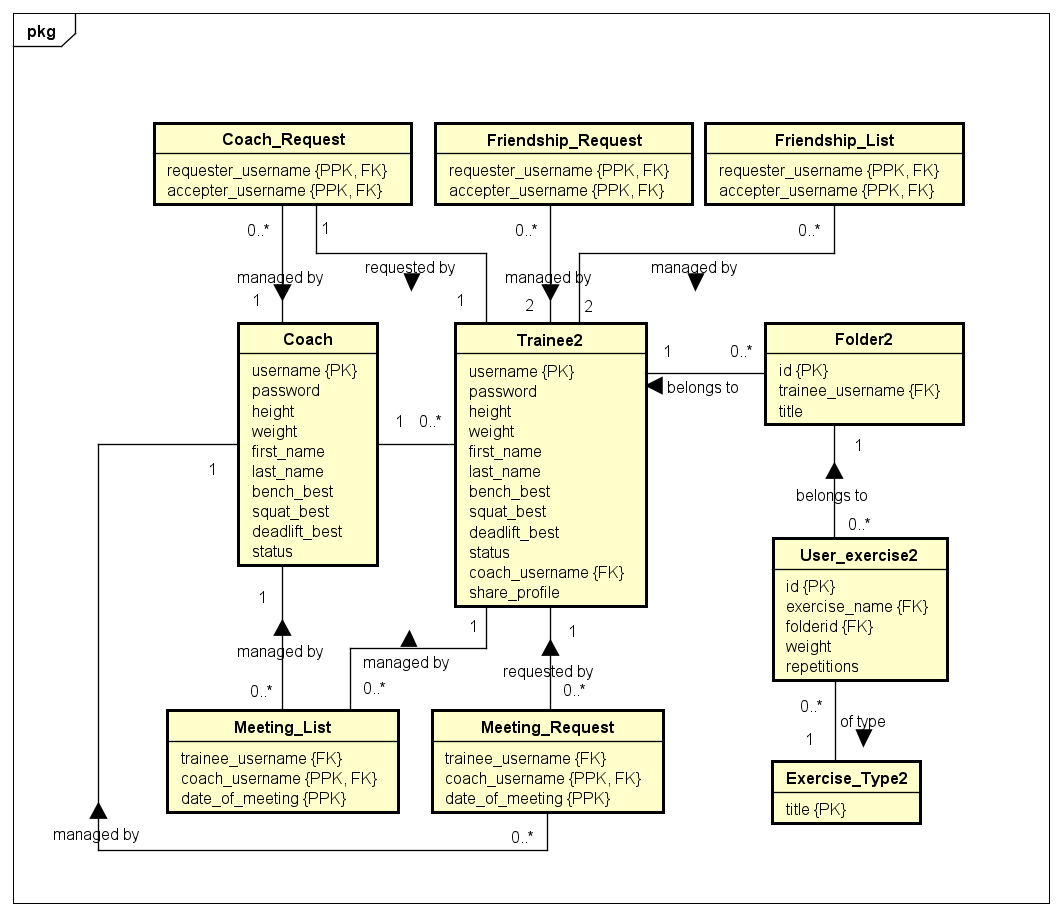 pkg
Coach_Request
requester_username {PPK, FK}
accepter_username {PPK, FK}
Friendship_Request
requester_username {PPK, FK}
accepter_username {PPK, FK}
Friendship_List
requester_username {PPK, FK}
accepter_username {PPK, FK}
0..*
1
0..*
0..*
managed by
requested by
managed by
managed by
1
1
2
2
Coach
username {PK}
password
height
weight
first_name
last_name
bench_best
squat_best
deadlift_best
status
1
0..*
Trainee2
username {PK}
password
height
weight
first_name
last_name
bench_best
squat_best
deadlift_best
status
coach_username {FK}
share_profile
1
0..*
belongs to
Folder2
id {PK}
trainee_username {FK}
title
1
belongs to
0..*
User_exercise2
id {PK}
exercise_name {FK}
folderid {FK}
weight
repetitions
0..*
of type
1
Exercise_Type2
title {PK}
1
1
managed by
0..*
1
managed by
0..*
1
requested by
0..*
Meeting_List
trainee_username {FK}
coach_username {PPK, FK}
date_of_meeting {PPK}
Meeting_Request
trainee_username {FK}
coach_username {PPK, FK}
date_of_meeting {PPK}
managed by
0..*